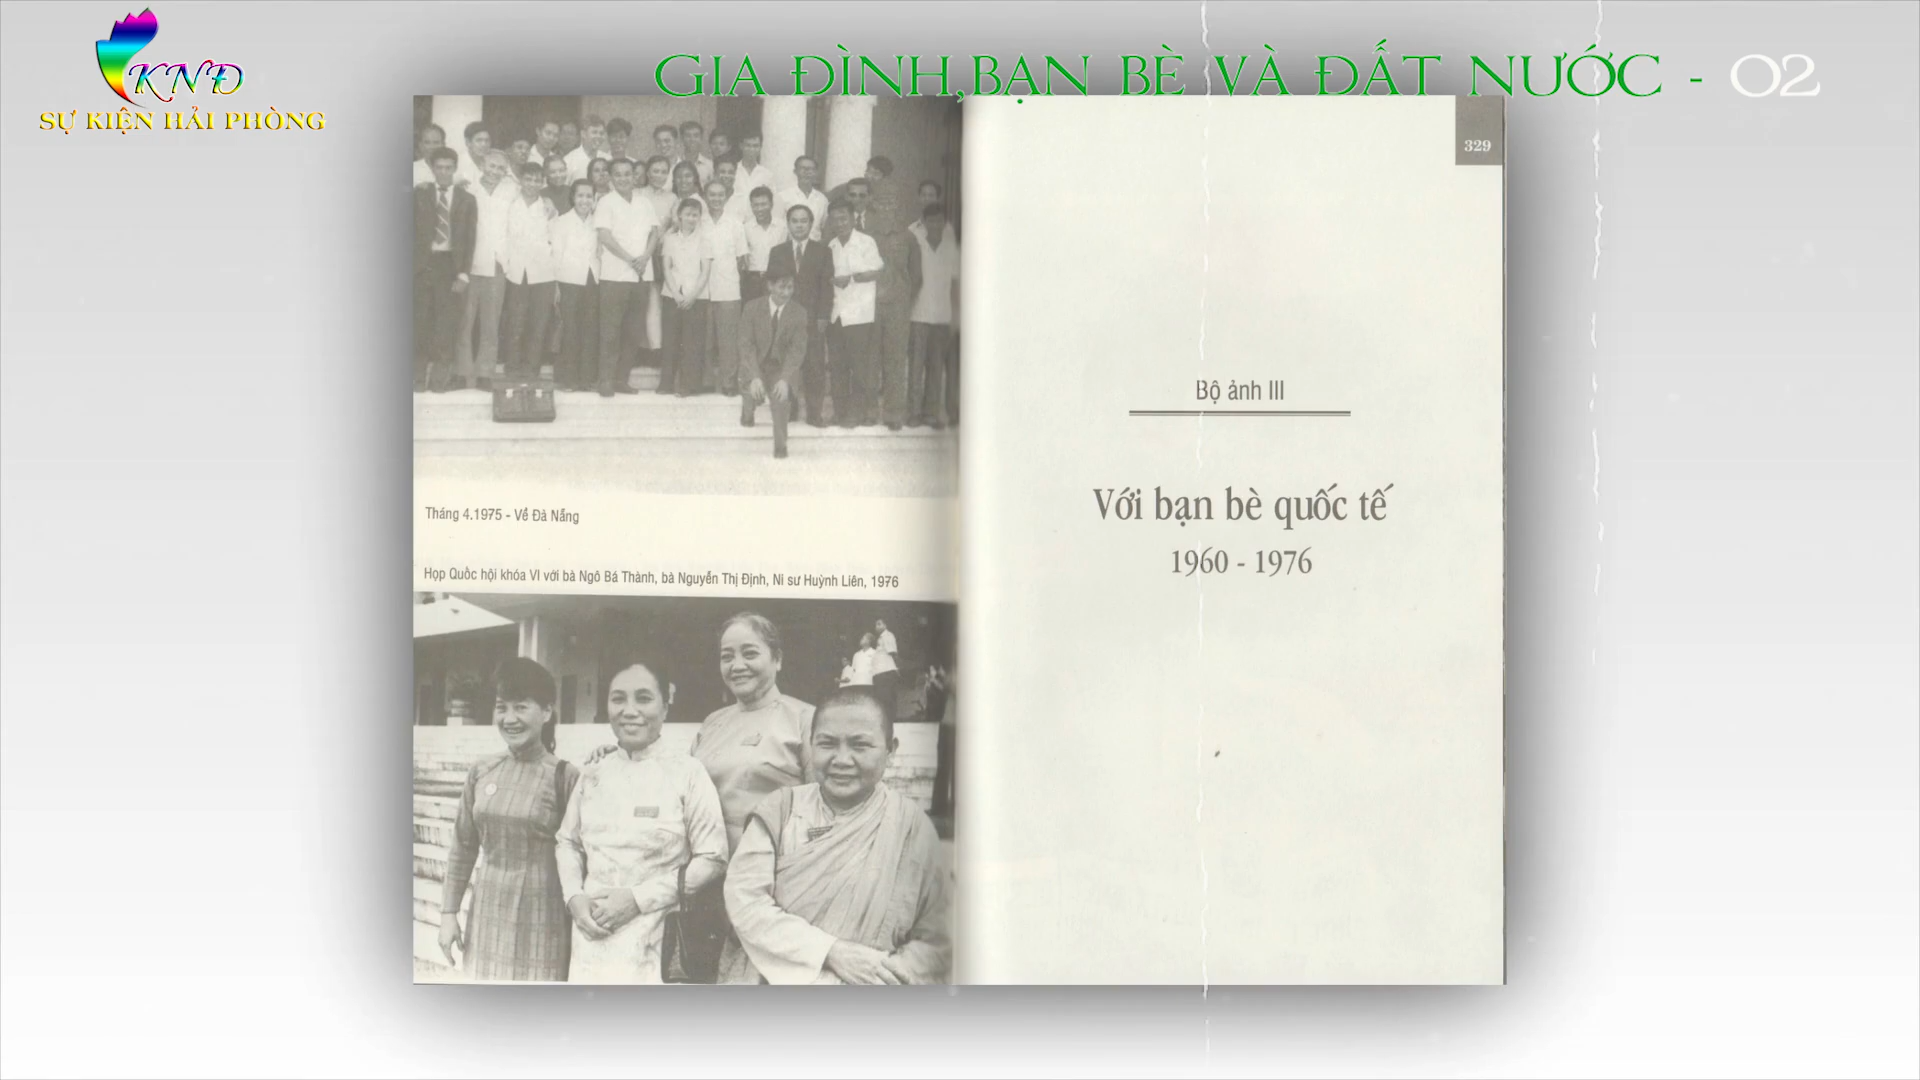 KNĐ
SỰ KIỆN HẢI PHÒNG
GIA ĐÌNH,BẠN BÈ VÀ ĐẤT NƯỚC - 02
Tháng 4.1975 - Về Đà Nẵng
Họp Quốc hội khóa VI với bà Ngô Bá Thành, bà Nguyễn Thị Định, Ni sư Huỳnh Liên, 1976
329
Bộ ảnh III
Với bạn bè quốc tế
1960 - 1976